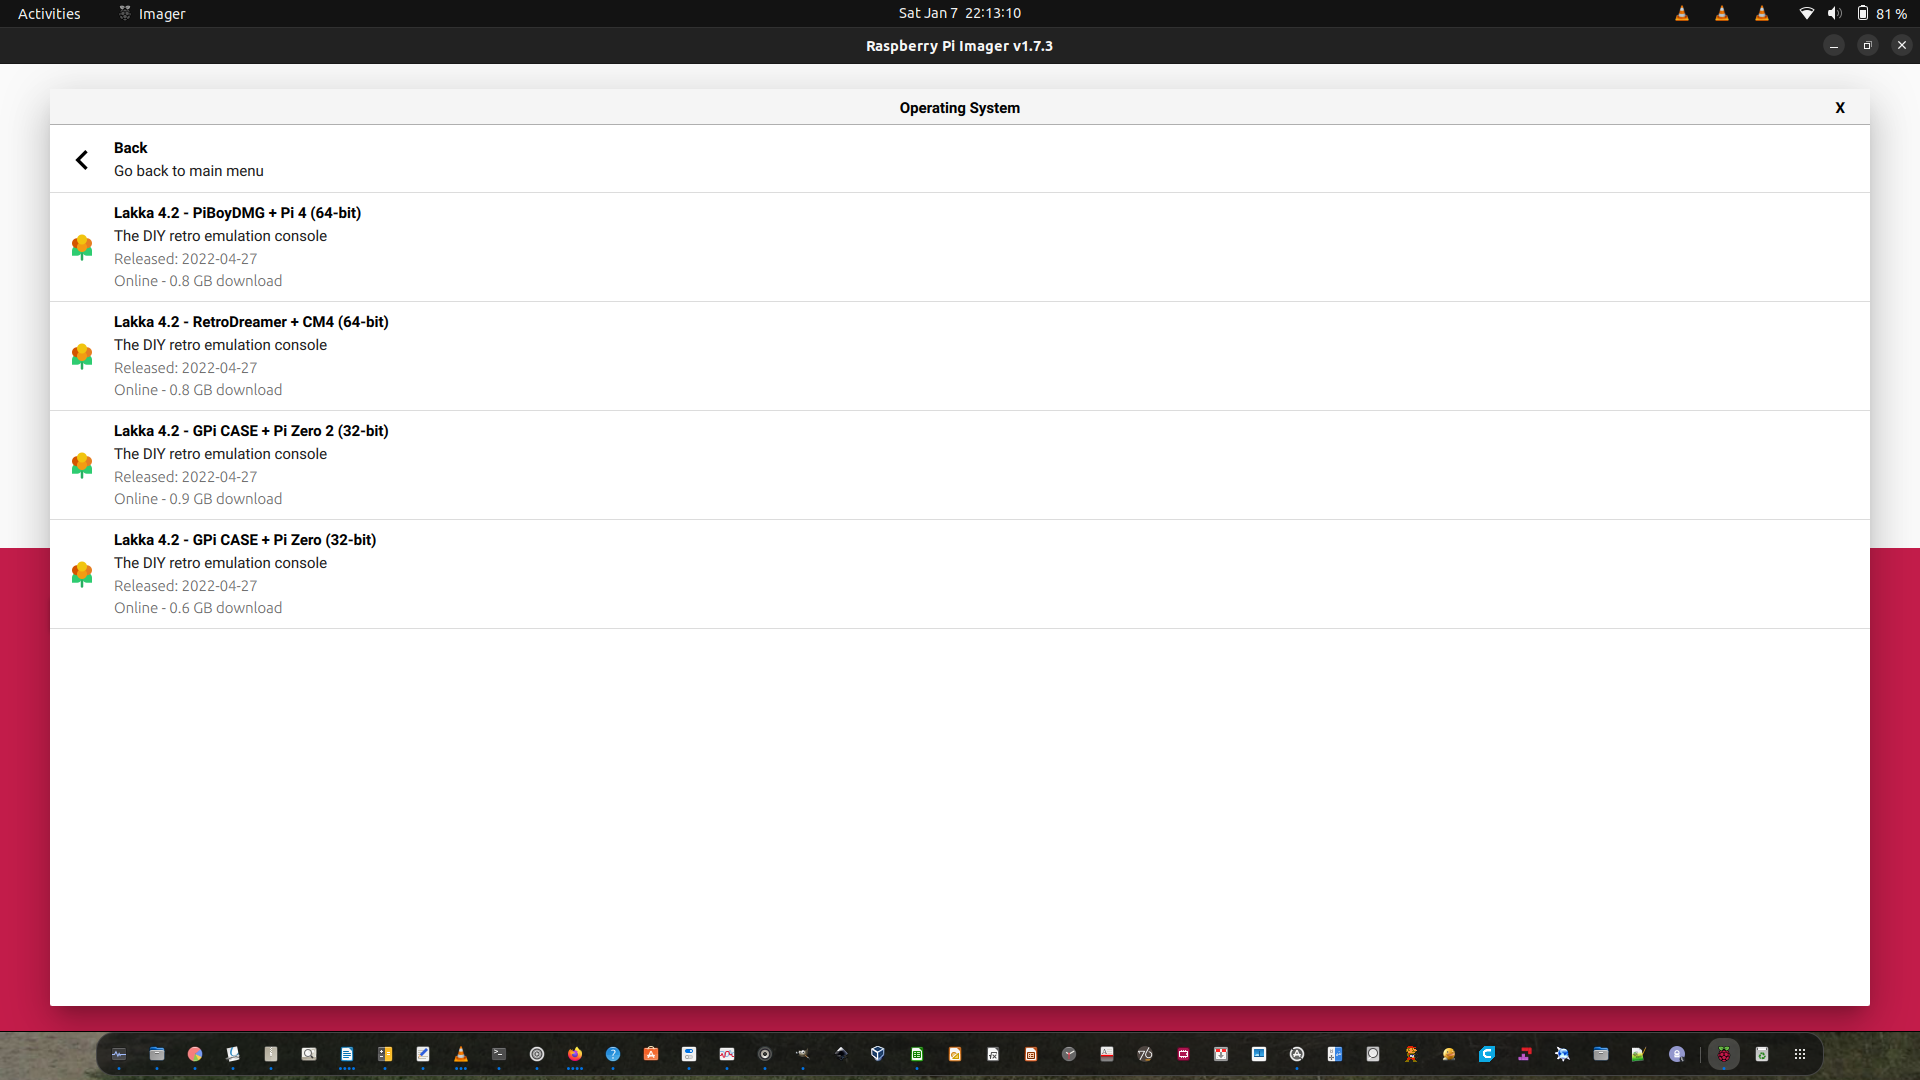 Activities
Imager
Sat Jan 7 22:13:10
81 %
Raspberry Pi Imager v1.7.3
Operating System
X
Back
Go back to main menu
Lakka 4.2 - PiBoyDMG + Pi 4 (64-bit)
The DIY retro emulation console
Released: 2022-04-27
Online - 0.8 GB download
Lakka 4.2 - RetroDreamer + CM4 (64-bit)
The DIY retro emulation console
Released: 2022-04-27
Online - 0.8 GB download
Lakka 4.2 - GPi CASE + Pi Zero 2 (32-bit)
The DIY retro emulation console
Released: 2022-04-27
Online - 0.9 GB download
Lakka 4.2 - GPi CASE + Pi Zero (32-bit)
The DIY retro emulation console
Released: 2022-04-27
Online - 0.6 GB download